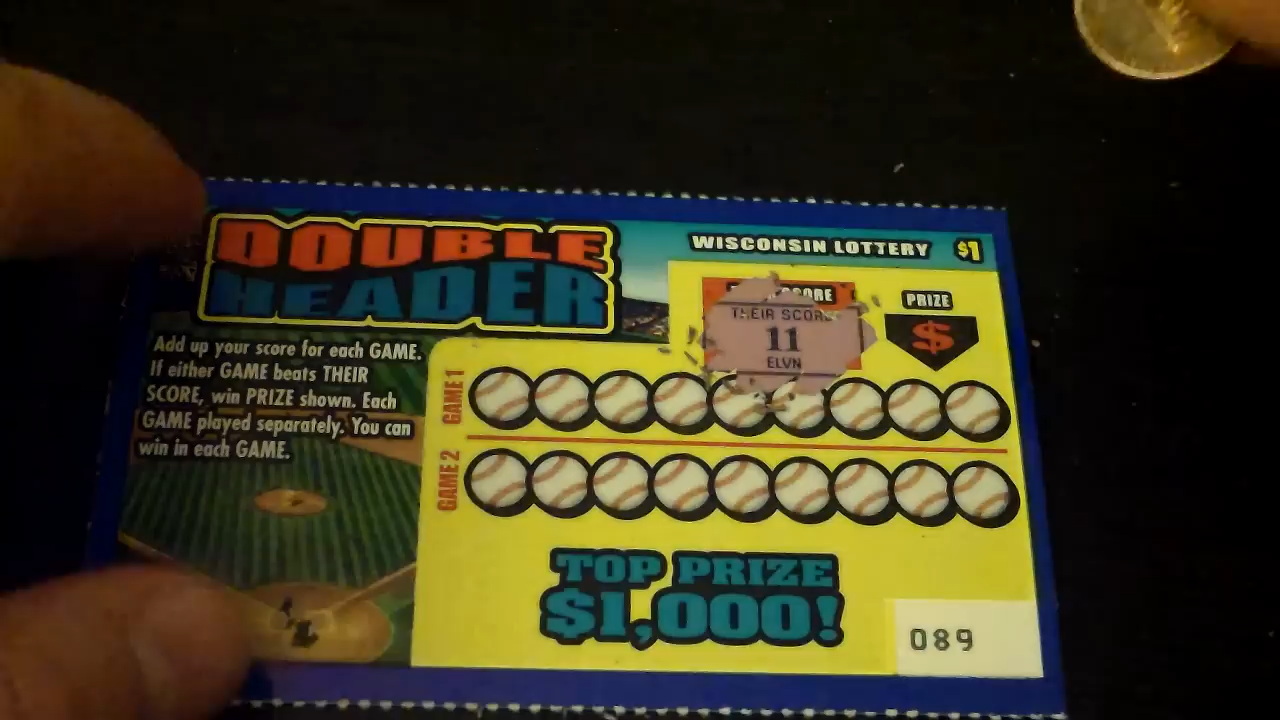 DOUBLE
HEADER
WISCONSIN LOTTERY $1
Add up your score for each GAME.
If either GAME beats THEIR
SCORE, win PRIZE shown. Each
GAME played separately. You can
win in each GAME.
THEIR SCORE
11
ELVN
PRIZE
$
GAME 1
GAME 2
TOP PRIZE
$1,000!
089